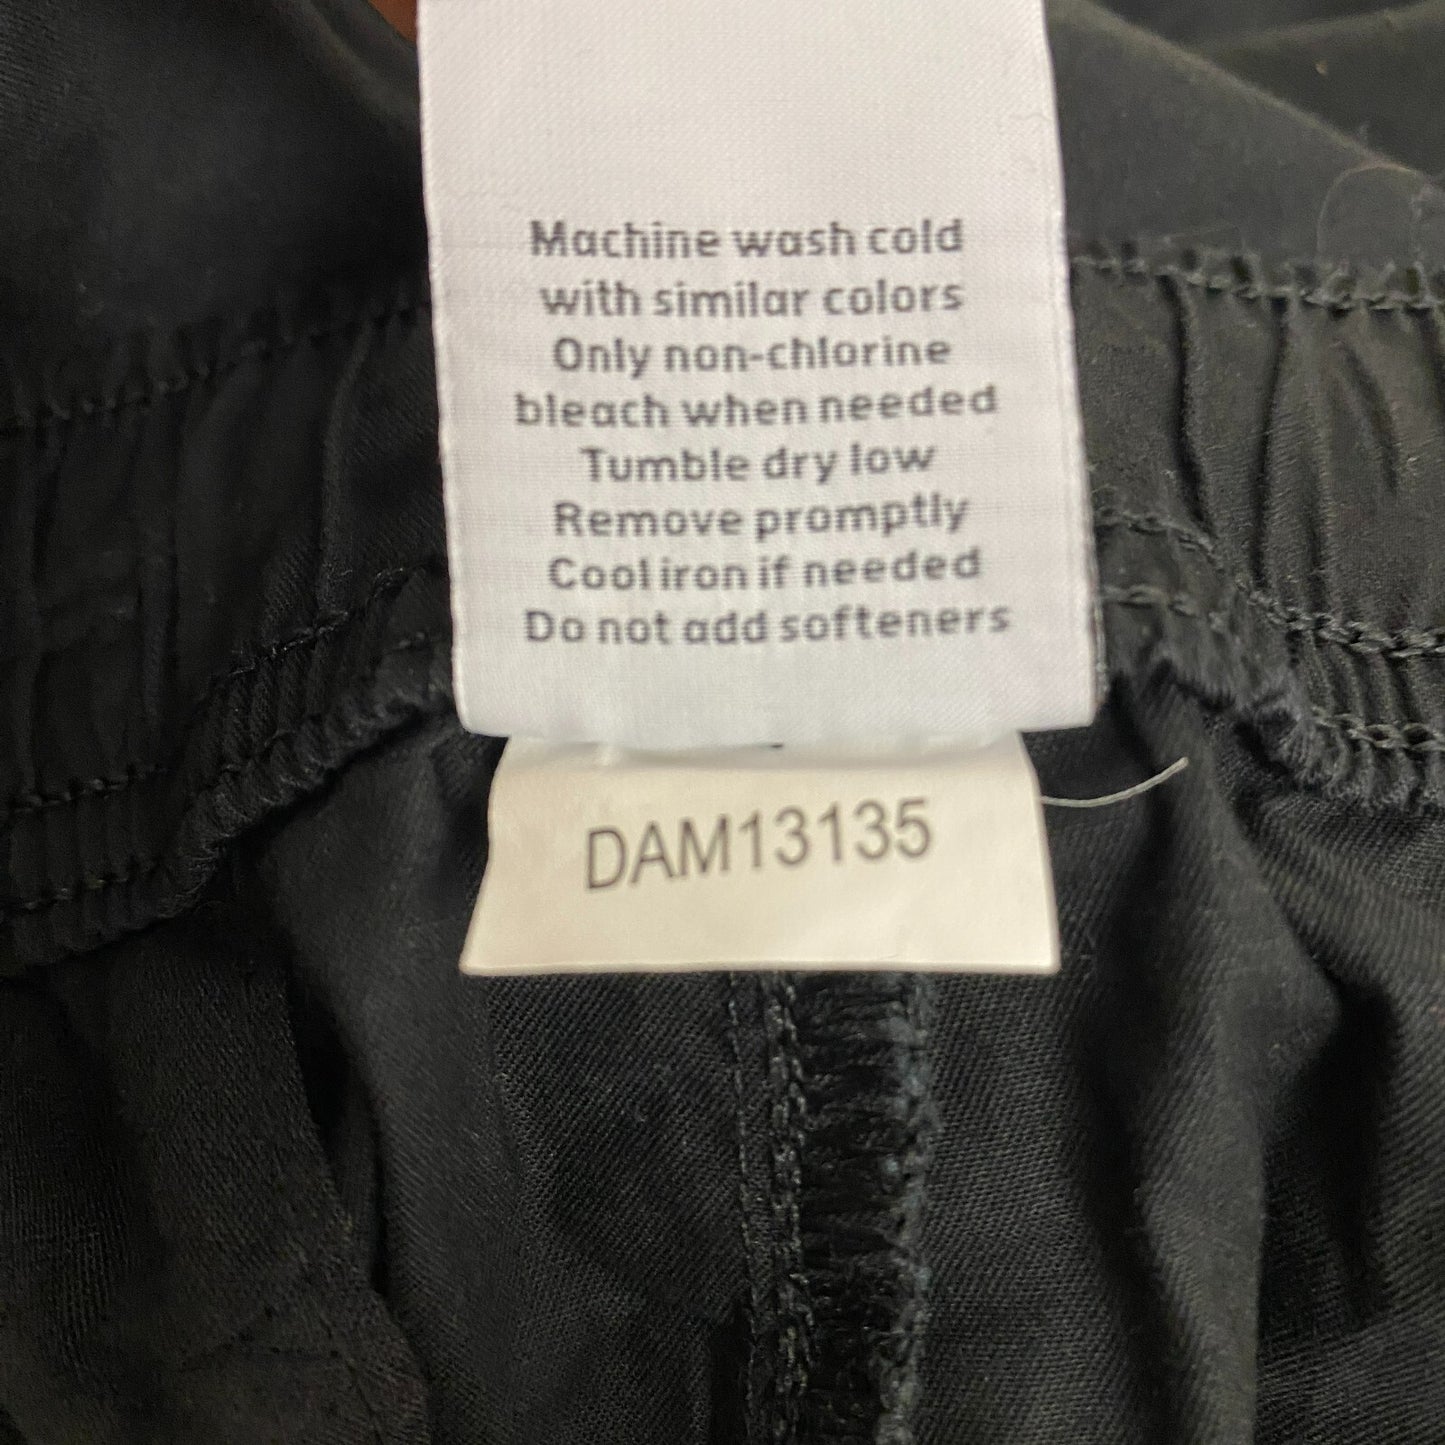 Machine wash cold
with similar colors
Only non-chlorine
bleach when needed
Tumble dry low
Remove promptly
Cool iron if needed
Do not add softeners
DAM13135